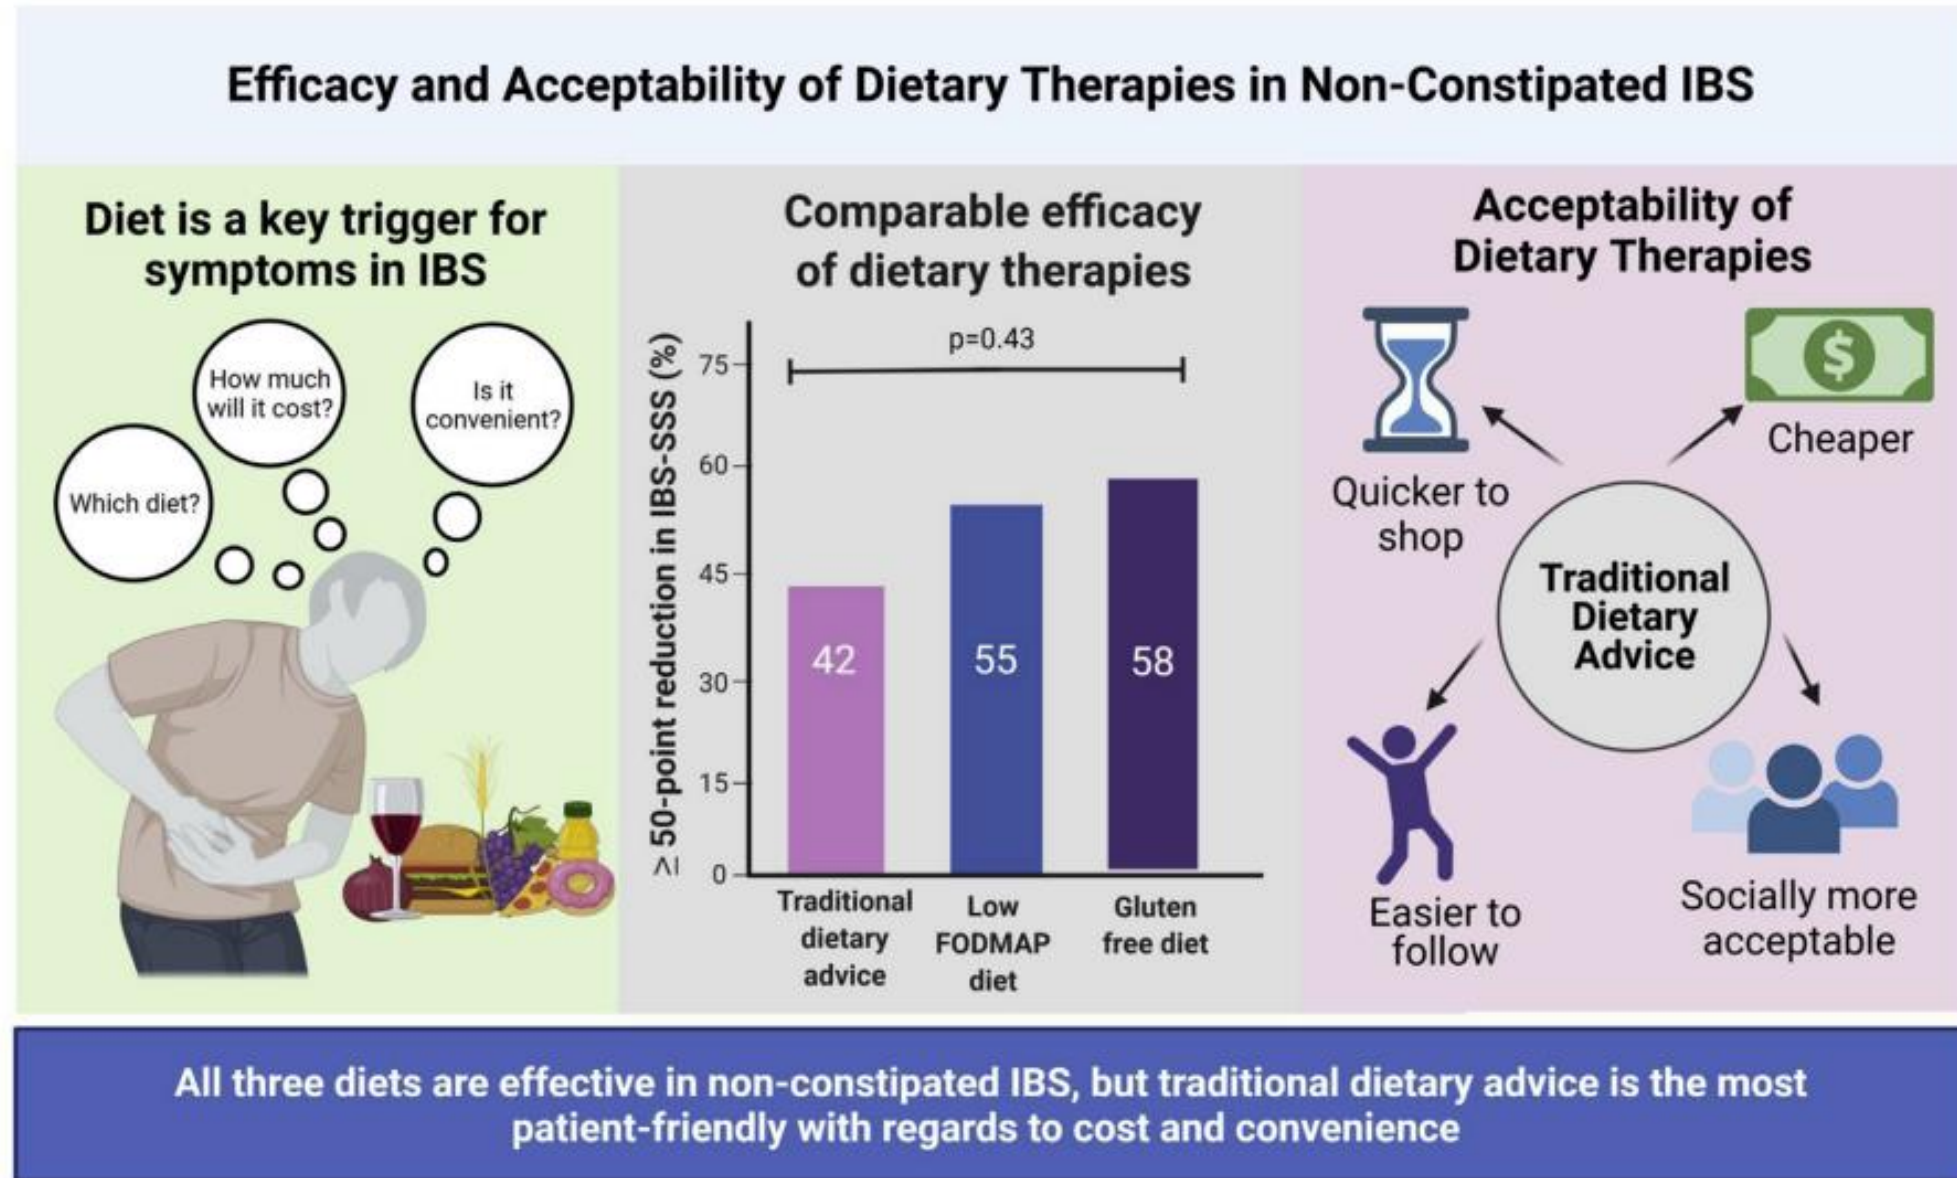 Efficacy and Acceptability of Dietary Therapies in Non-Constipated IBS
Diet is a key trigger for
symptoms in IBS
How much
will it cost?
Is it
convenient?
Which diet?
Comparable efficacy
of dietary therapies
≥ 50-point reduction in IBS-SSS (%)
p=0.43
75
60
45
30
15
0
42
55
58
Traditional
dietary
advice
Low
FODMAP
diet
Gluten
free diet
Acceptability of
Dietary Therapies
$
Quicker to
shop
Cheaper
Traditional
Dietary
Advice
Easier to
follow
Socially more
acceptable
All three diets are effective in non-constipated IBS, but traditional dietary advice is the most
patient-friendly with regards to cost and convenience